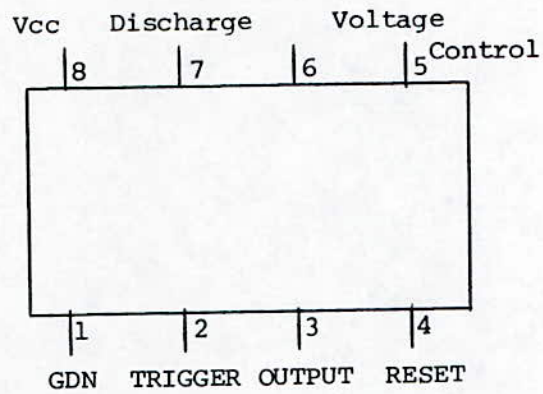 Vcc Discharge Voltage
8 7 6 5 Control
1 2 3 4
GDN TRIGGER OUTPUT RESET